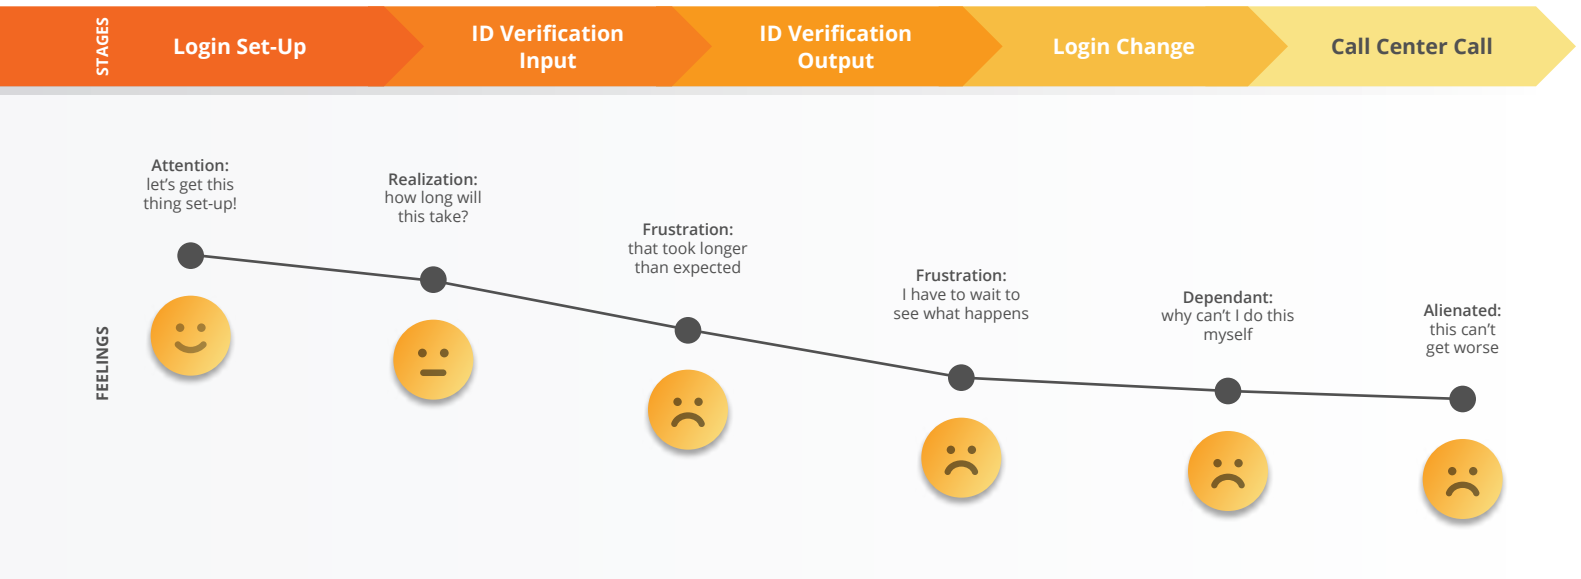 STAGES
Login Set-Up
ID Verification
Input
ID Verification
Output
Login Change
Call Center Call
FEELINGS
Attention:
let’s get this
thing set-up!
Realization:
how long will
this take?
Frustration:
that took longer
than expected
Frustration:
I have to wait to
see what happens
Dependant:
why can’t I do this
myself
Alienated:
this can’t
get worse